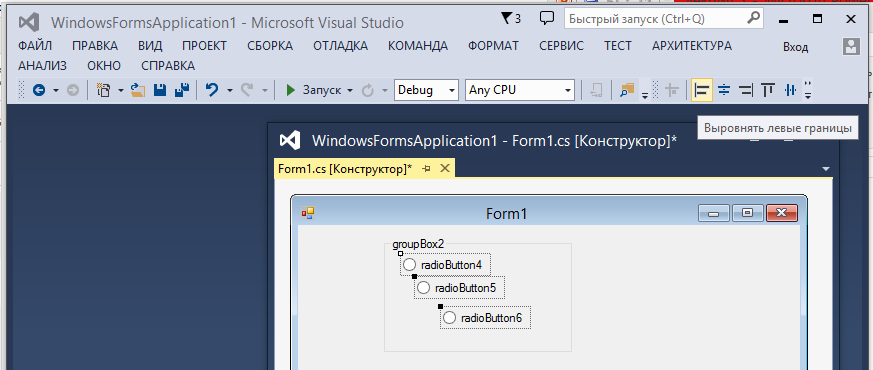 WindowsFormsApplication1 - Microsoft Visual Studio 3 Быстрый запуск (Ctrl+Q)
ФАЙЛ ПРАВКА ВИД ПРОЕКТ СБОРКА ОТЛАДКА КОМАНДА ФОРМАТ СЕРВИС ТЕСТ АРХИТЕКТУРА Вход
АНАЛИЗ ОКНО СПРАВКА
Запуск Debug Any CPU
Выровнять левые границы
WindowsFormsApplication1 - Form1.cs [Конструктор]*
Form1.cs [Конструктор]*
Form1
groupBox2
radioButton4
radioButton5
radioButton6